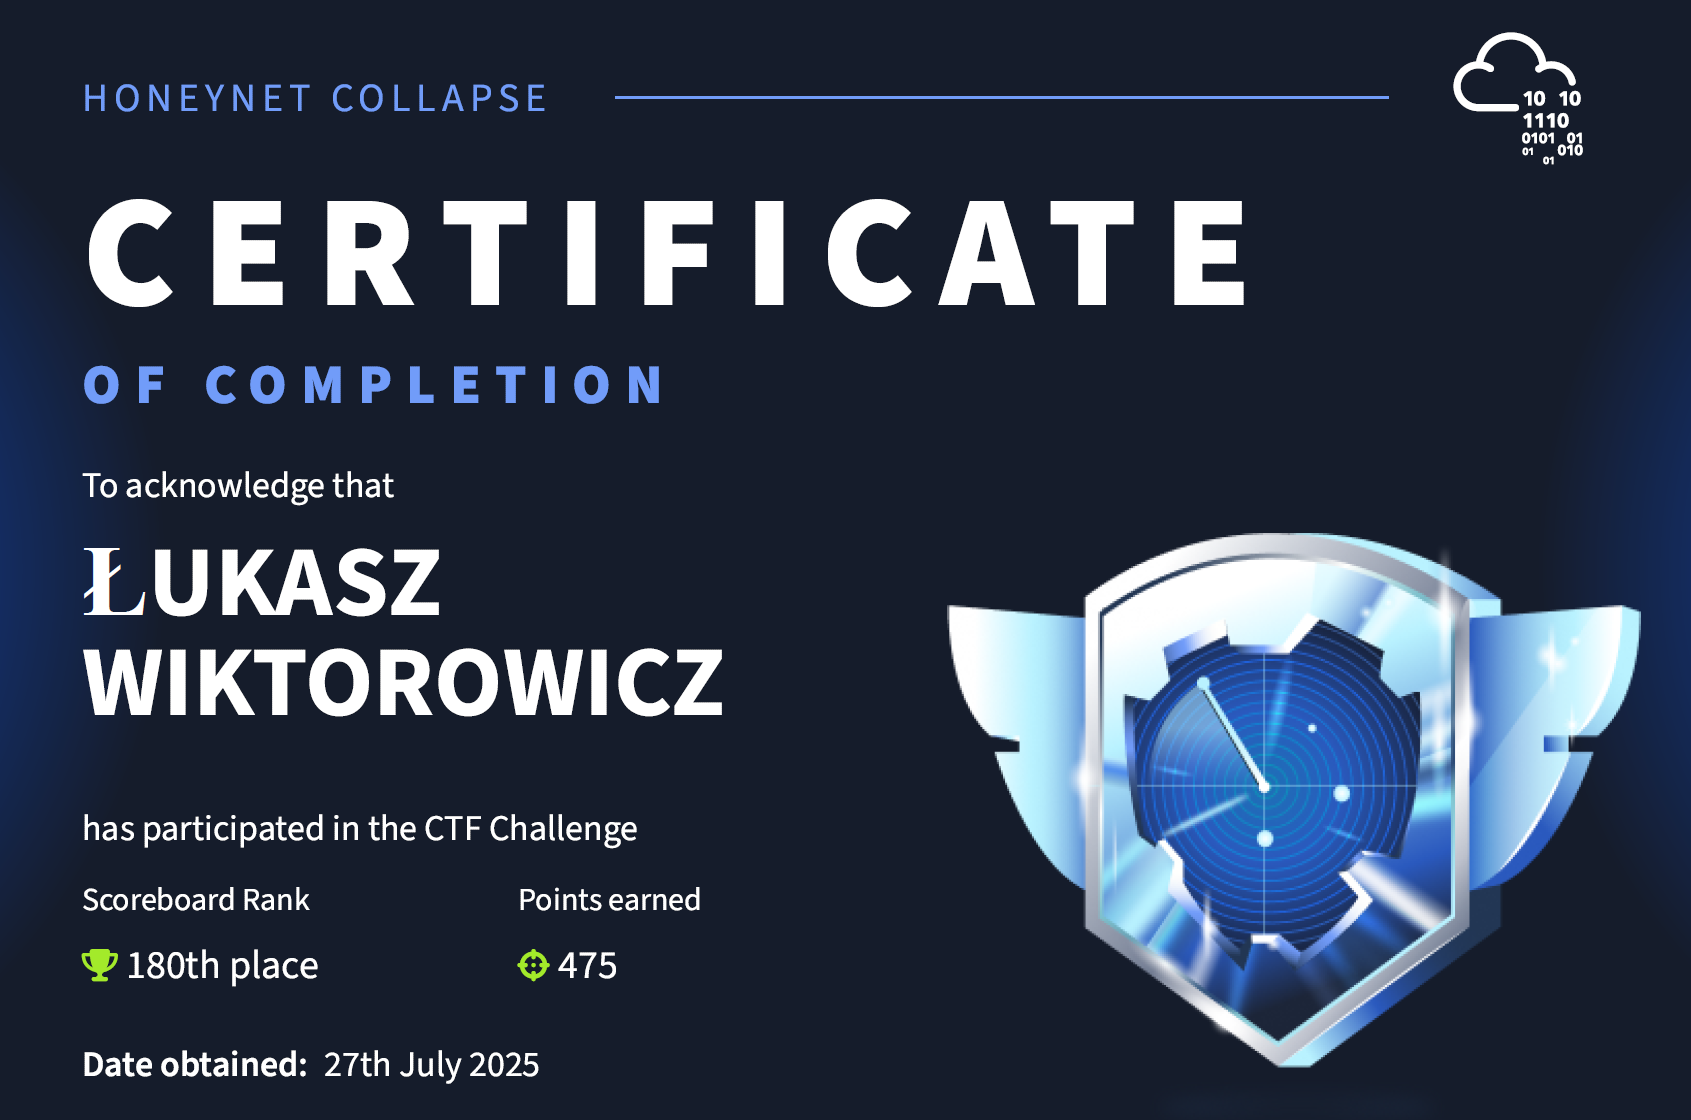 HONEYNET COLLAPSE
10 10
1110
0101 01
01 010
01
CERTIFICATE
OF COMPLETION
To acknowledge that
ŁUKASZ
WIKTOROWICZ
has participated in the CTF Challenge
Scoreboard Rank Points earned
180th place 475
Date obtained: 27th July 2025